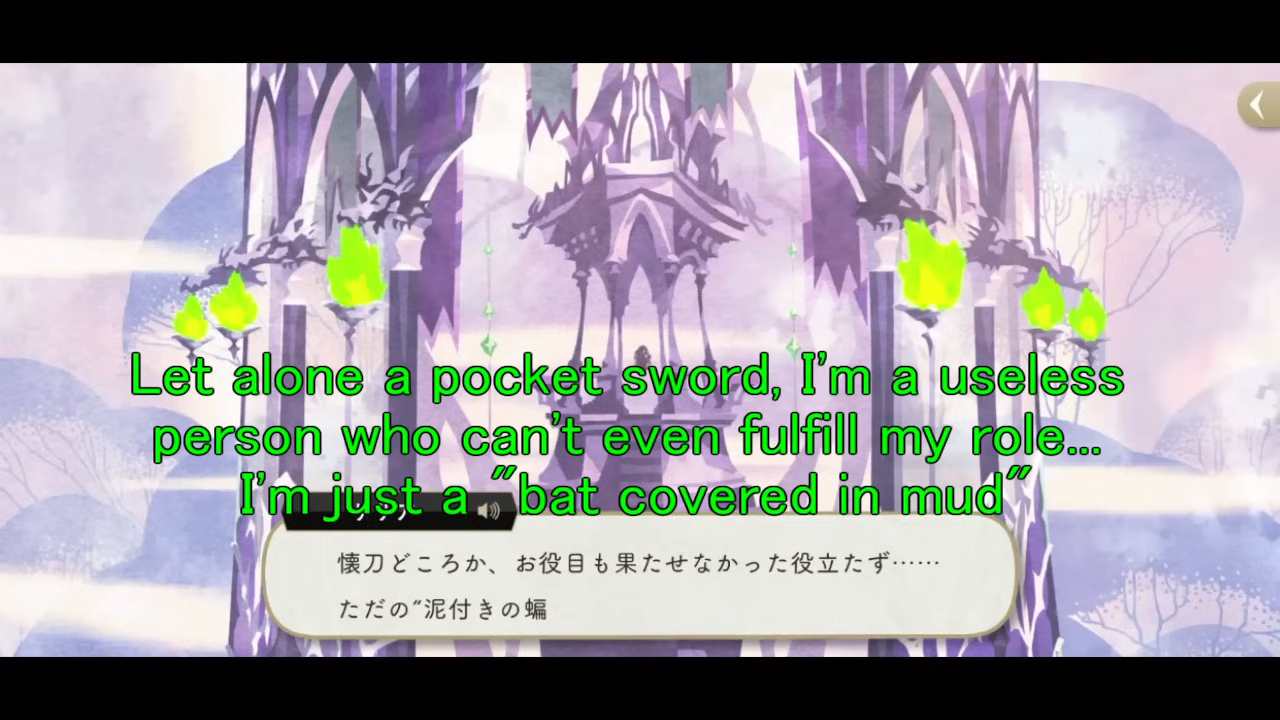 Let alone a pocket sword, I'm a useless
person who can't even fulfill my role...
I'm just a "bat covered in mud"
懐刀どころか、お役目も果たせなかった役立たず……
ただの“泥付きの蝙